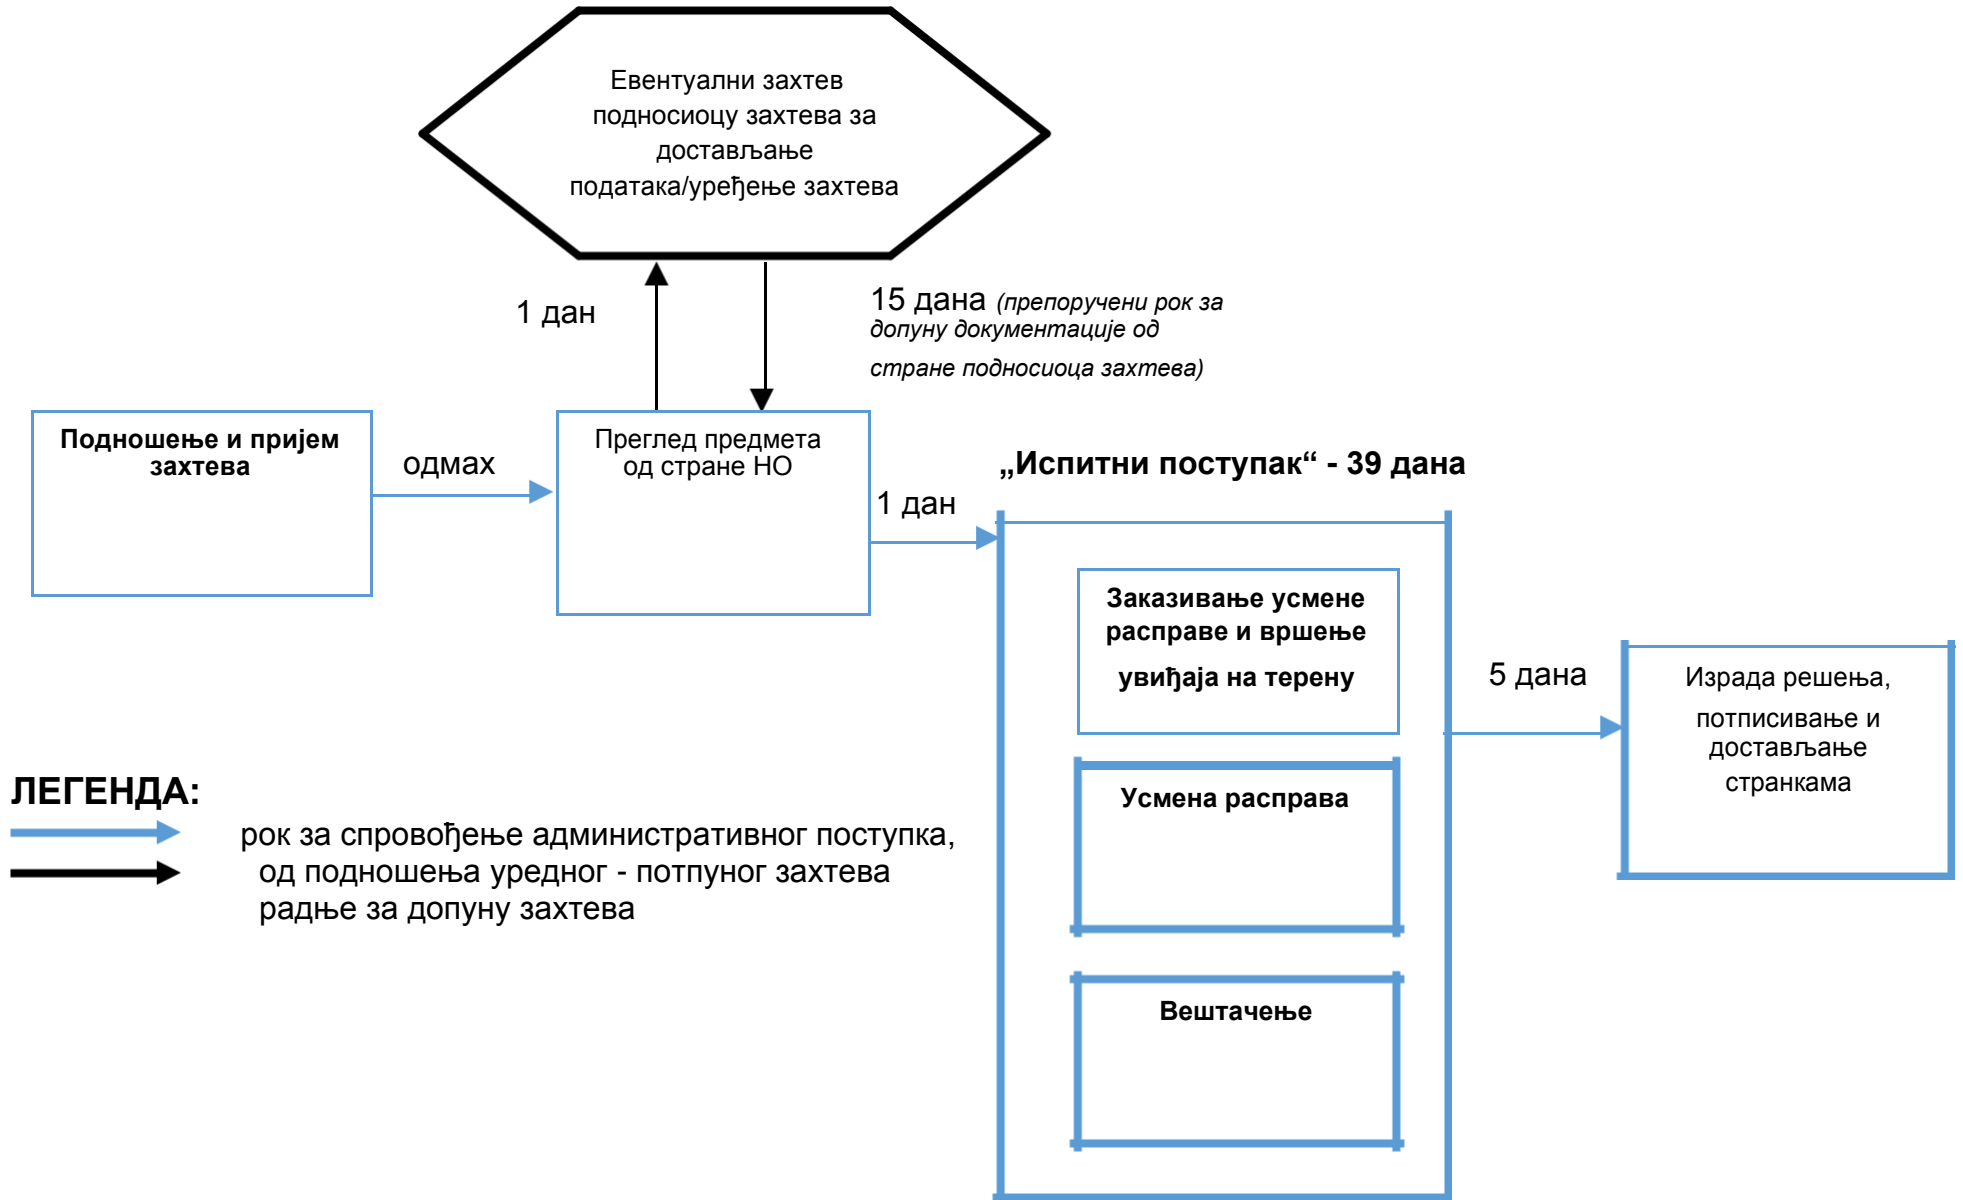 Евентуални захтев
подносиоцу захтева за
достављање
података/уређење захтева
1 дан
15 дана (препоручени рок за
допуну документације од
стране подносиоца захтева)
Подношење и пријем
захтева
одмах
Преглед предмета
од стране НО
1 дан
„Испитни поступак“ - 39 дана
Заказивање усмене
расправе и вршење
увиђаја на терену
Усмена расправа
Вештачење
5 дана
Израда решења,
потписивање и
достављање
странкама
ЛЕГЕНДА:
рок за спровођење административног поступка,
од подношења уредног - потпуног захтева
радње за допуну захтева